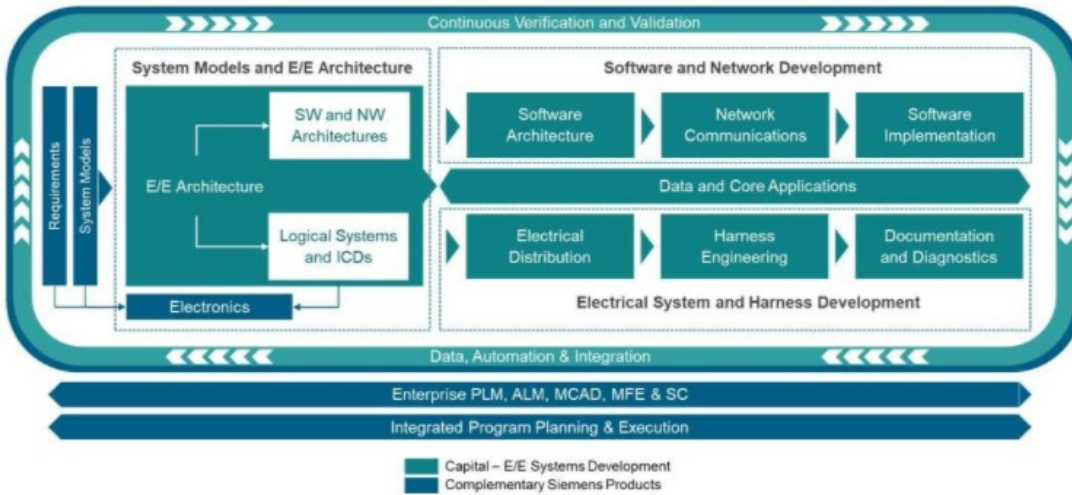 Continuous Verification and Validation
System Models and E/E Architecture
Software and Network Development
Requirements
System Models
E/E Architecture
SW and NW
Architectures
Logical Systems
and ICDs
Electronics
Software
Architecture
Network
Communications
Software
Implementation
Data and Core Applications
Electrical
Distribution
Harness
Engineering
Documentation
and Diagnostics
Electrical System and Harness Development
Data, Automation & Integration
Enterprise PLM, ALM, MCAD, MFE & SC
Integrated Program Planning & Execution
Capital – E/E Systems Development
Complementary Siemens Products